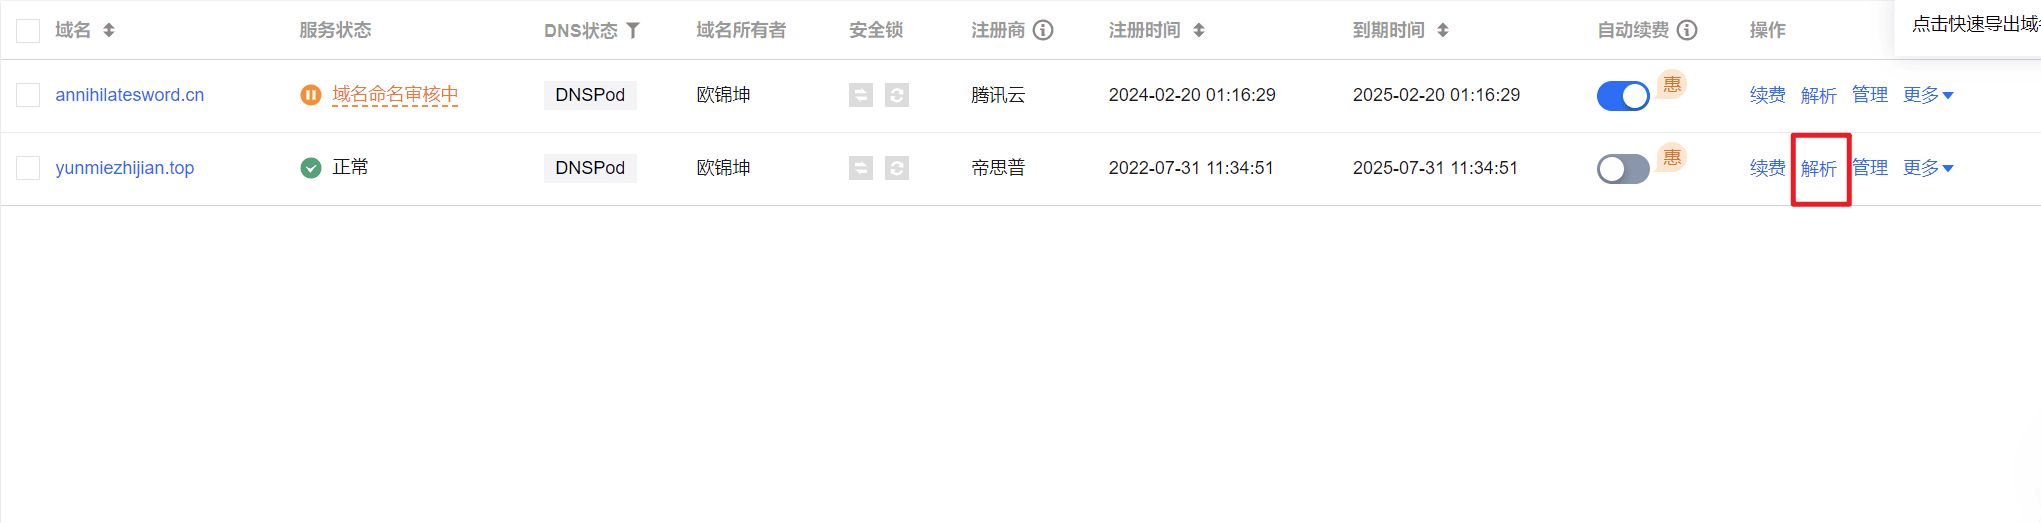 域名 服务状态 DNS状态 域名所有者 安全锁 注册商 注册时间 到期时间 自动续费 操作 点击快速导出域
annihilatesword.cn 域名命名审核中 DNSPod 欧锦坤 腾讯云 2024-02-20 01:16:29 2025-02-20 01:16:29 惠 续费 解析 管理 更多
yunmiezhijian.top 正常 DNSPod 欧锦坤 帝思普 2022-07-31 11:34:51 2025-07-31 11:34:51 惠 续费 解析 管理 更多